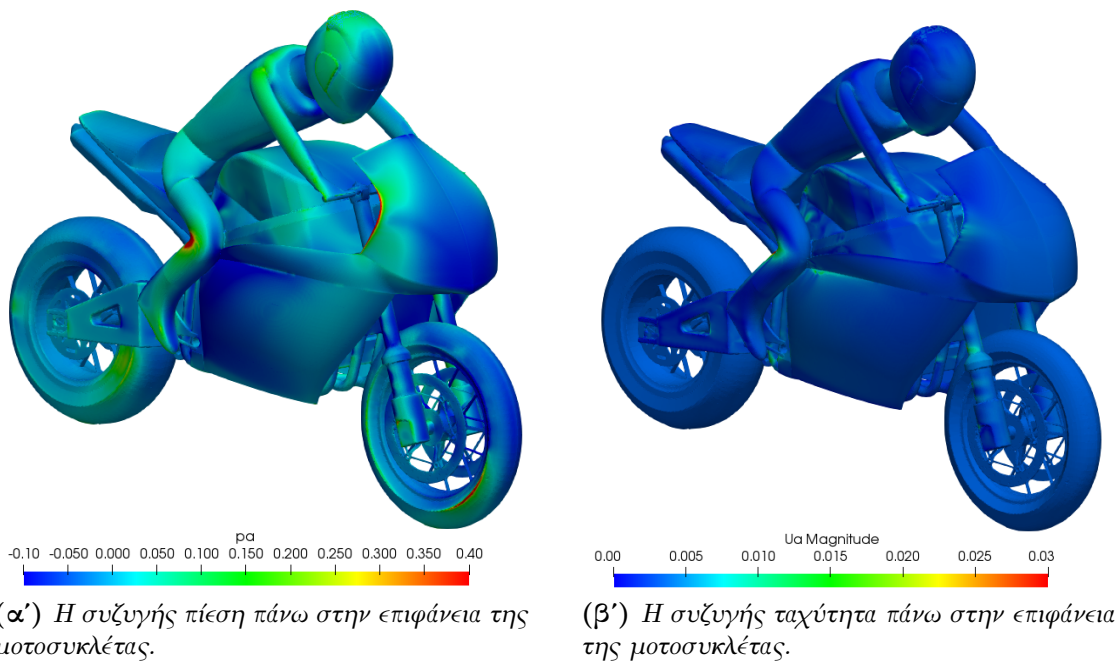 pa
-0.10 -0.050 0.000 0.050 0.100 0.150 0.200 0.250 0.300 0.350 0.40
(α΄) Η συζυγής πίεση πάνω στην επιφάνεια της
μοτοσυκλέτας.
Ua Magnitude
0.00 0.005 0.010 0.015 0.020 0.025 0.03
(β΄) Η συζυγής ταχύτητα πάνω στην επιφάνεια
της μοτοσυκλέτας.